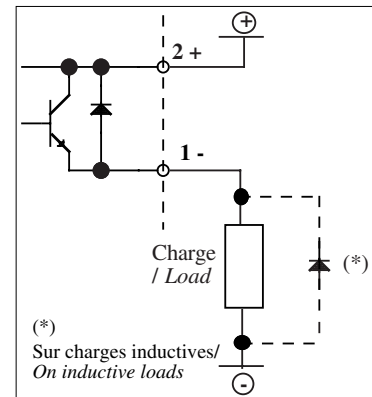 +
2 +
1 -
Charge
/ Load
(*)
(*)
Sur charges inductives/
On inductive loads
-